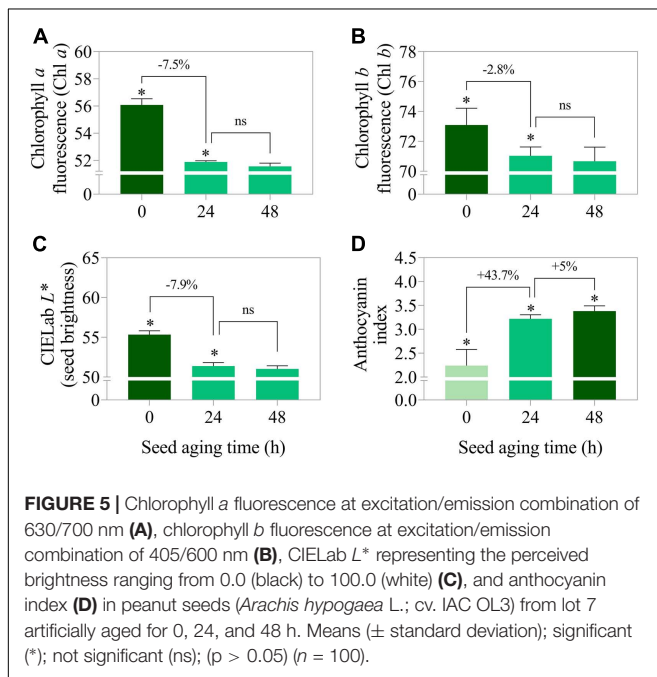 A
Chlorophyll a
fluorescence (Chl a)
60
58
56
54
52
0
-7.5%
*
*
ns
0 24 48
B
Chlorophyll b
fluorescence (Chl b)
78
76
74
72
70
0
-2.8%
*
*
ns
0 24 48
C
CIELab L*
(seed brightness)
65
60
55
50
0
-7.9%
*
*
ns
0 24 48
Seed aging time (h)
D
Anthocyanin
index
4.5
4.0
3.5
3.0
2.5
2.0
0.0
+43.7%
+5%
*
*
*
0 24 48
Seed aging time (h)
FIGURE 5 | Chlorophyll a fluorescence at excitation/emission combination of
630/700 nm (A), chlorophyll b fluorescence at excitation/emission
combination of 405/600 nm (B), CIELab L* representing the perceived
brightness ranging from 0.0 (black) to 100.0 (white) (C), and anthocyanin
index (D) in peanut seeds (Arachis hypogaea L.; cv. IAC OL3) from lot 7
artificially aged for 0, 24, and 48 h. Means (± standard deviation); significant
(*); not significant (ns); (p > 0.05) (n = 100).